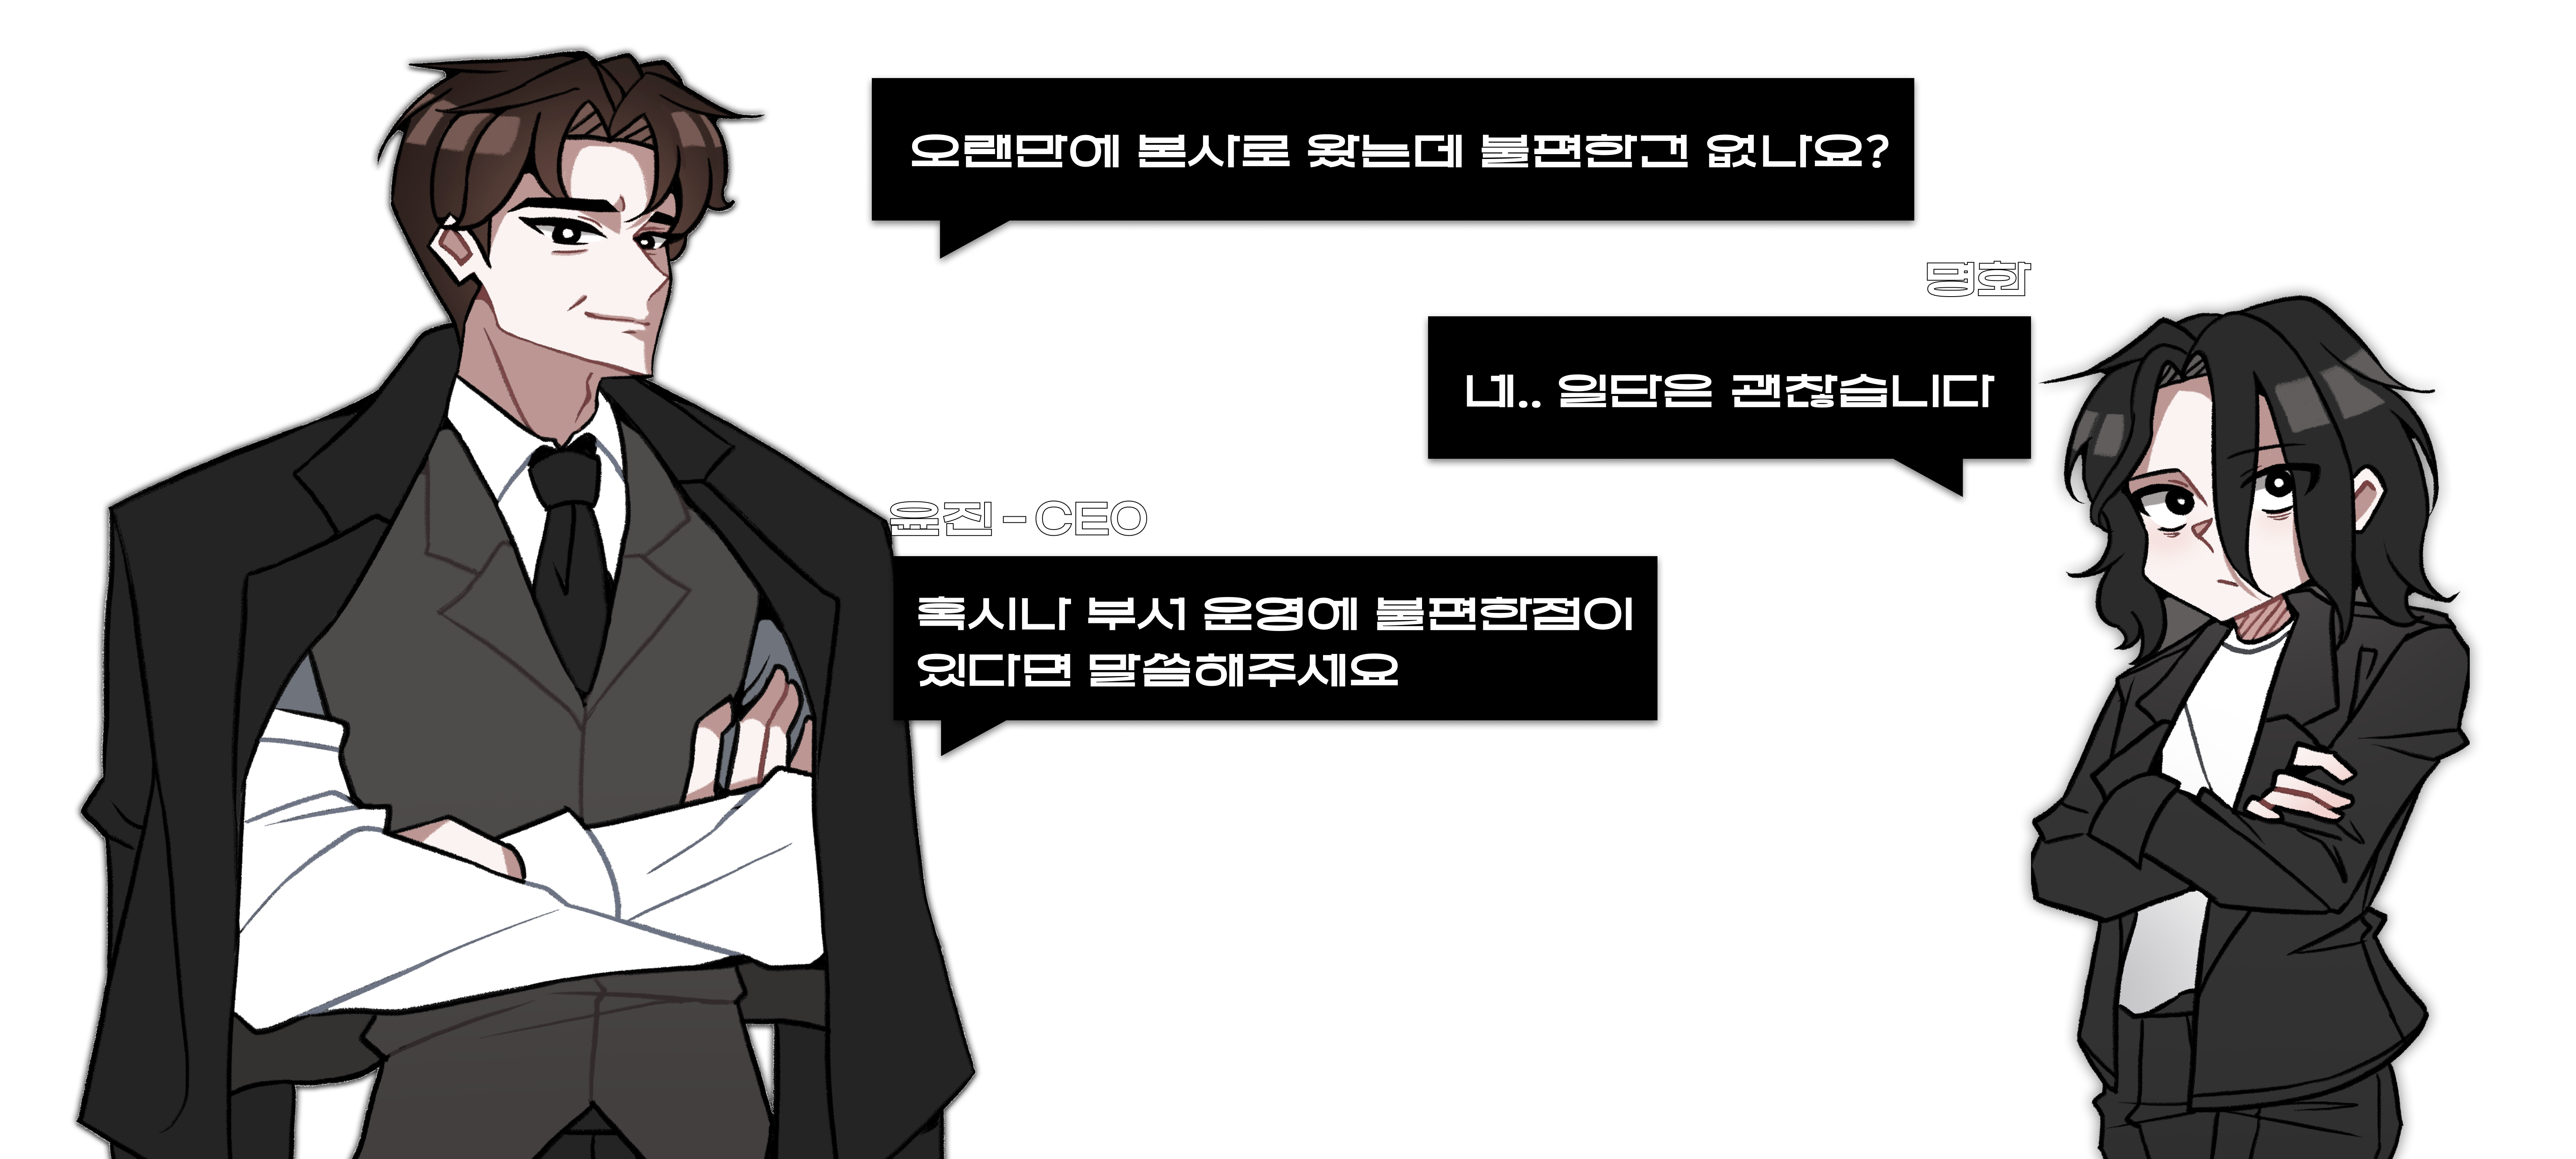 오랜만에 본사로 왔는데 불편한건 없나요?
명화
네.. 일단은 괜찮습니다
윤진 - CEO
혹시나 부서 운영에 불편한점이
있다면 말씀해주세요